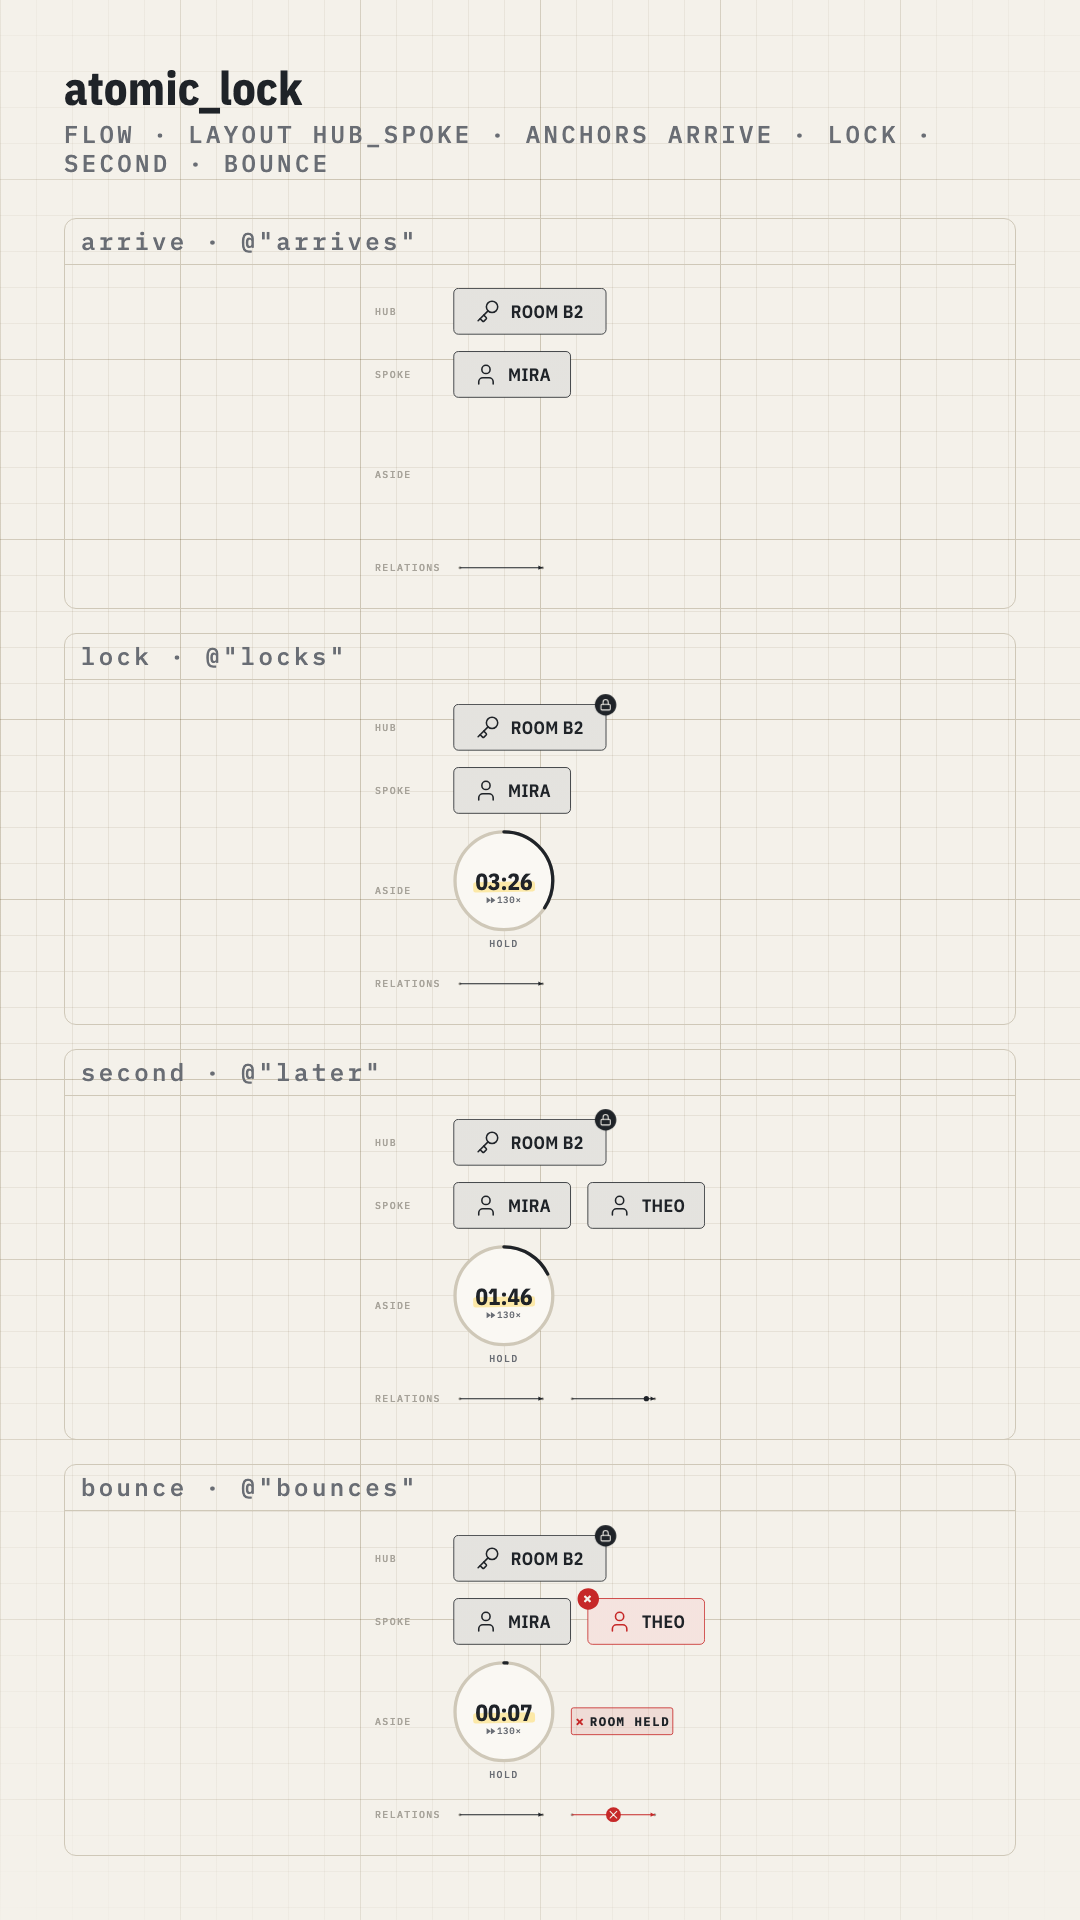 atomic_lock
FLOW · LAYOUT HUB_SPOKE · ANCHORS ARRIVE · LOCK ·
SECOND · BOUNCE
arrive · @"arrives"
HUB
ROOM B2
SPOKE
MIRA
ASIDE
RELATIONS
lock · @"locks"
HUB
ROOM B2
SPOKE
MIRA
ASIDE
03:26
130×
HOLD
RELATIONS
second · @"later"
HUB
ROOM B2
SPOKE
MIRA
THEO
ASIDE
01:46
130×
HOLD
RELATIONS
bounce · @"bounces"
HUB
ROOM B2
SPOKE
MIRA
THEO
ASIDE
00:07
130×
HOLD
ROOM HELD
RELATIONS